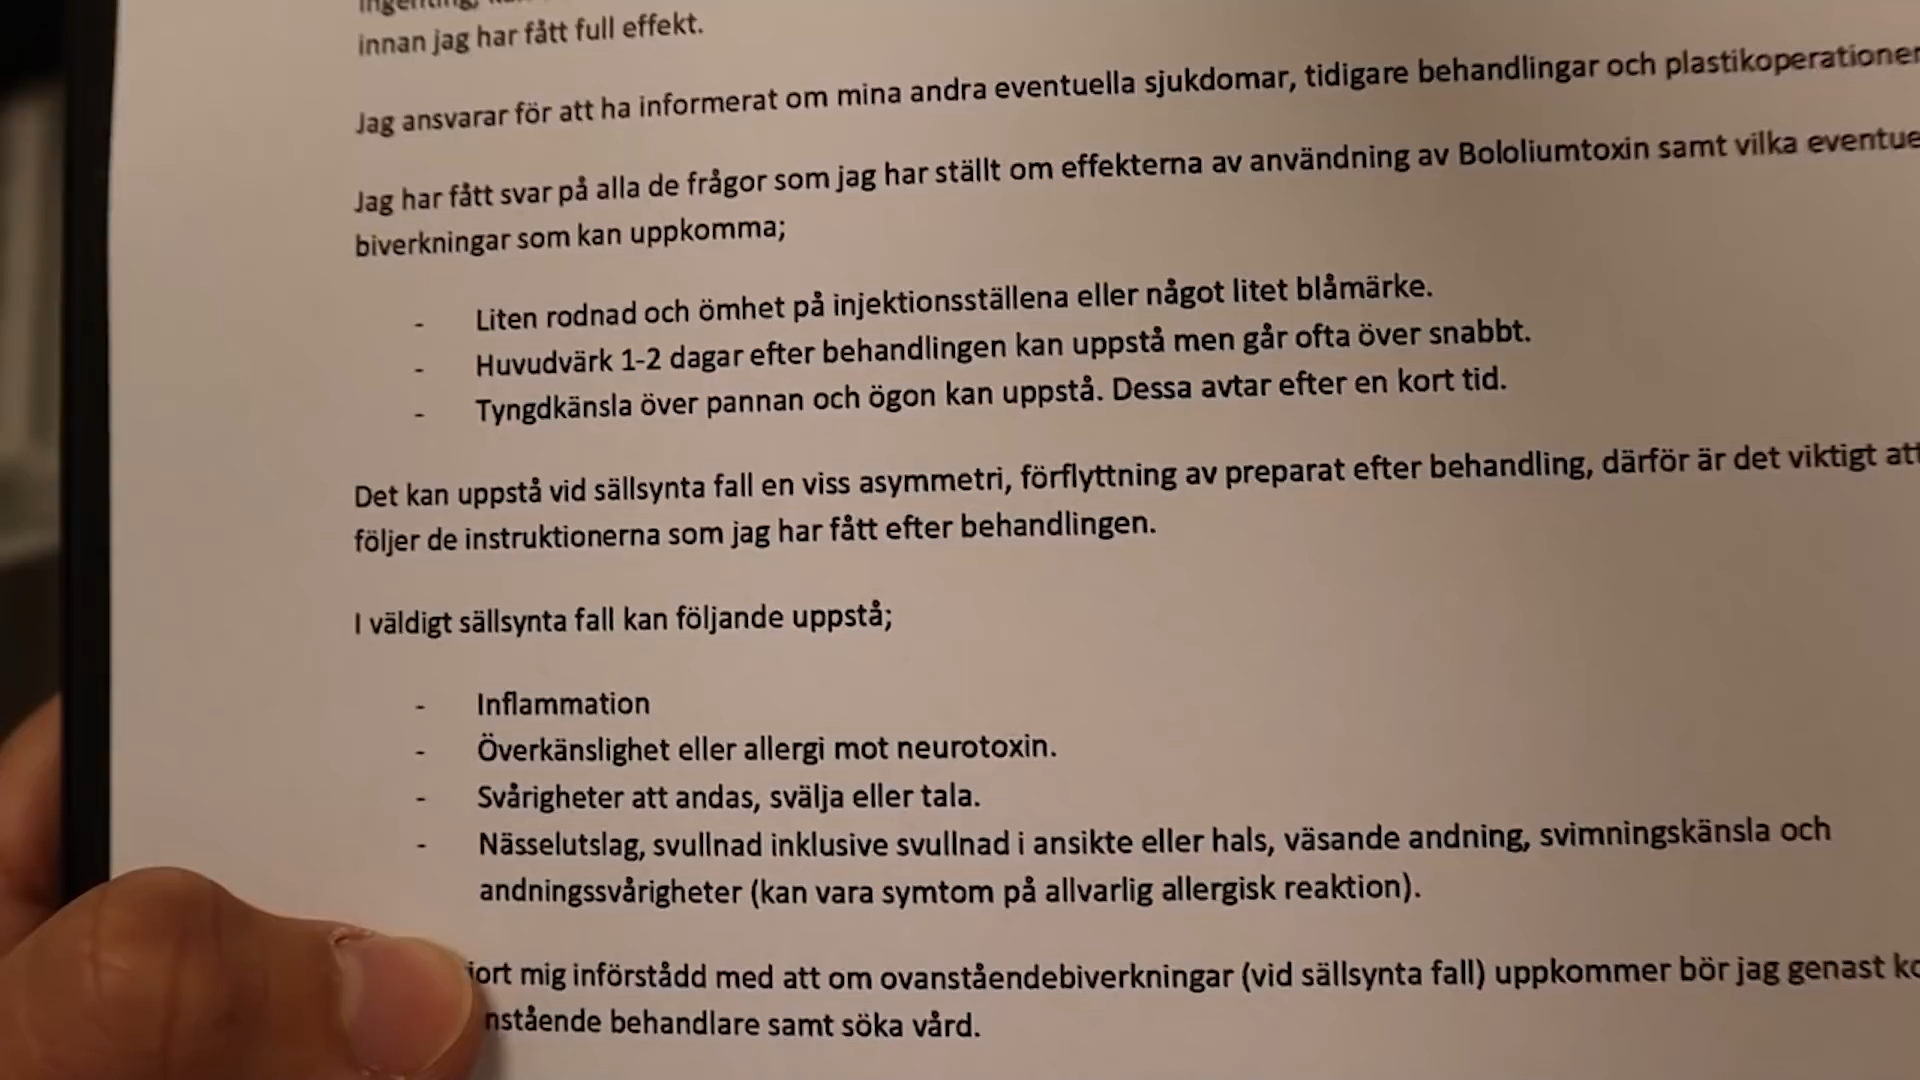 innan jag har fått full effekt.
Jag ansvarar för att ha informerat om mina andra eventuella sjukdomar, tidigare behandlingar och plastikoperationer
Jag har fått svar på alla de frågor som jag har ställt om effekterna av användning av Bololiumtoxin samt vilka eventue
biverkningar som kan uppkomma;
- Liten rodnad och ömhet på injektionsställena eller något litet blåmärke.
- Huvudvärk 1-2 dagar efter behandlingen kan uppstå men går ofta över snabbt.
- Tyngdkänsla över pannan och ögon kan uppstå. Dessa avtar efter en kort tid.
Det kan uppstå vid sällsynta fall en viss asymmetri, förflyttning av preparat efter behandling, därför är det viktigt att
följer de instruktionerna som jag har fått efter behandlingen.
I väldigt sällsynta fall kan följande uppstå;
- Inflammation
- Överkänslighet eller allergi mot neurotoxin.
- Svårigheter att andas, svälja eller tala.
- Nässelutslag, svullnad inklusive svullnad i ansikte eller hals, väsande andning, svimningskänsla och
andningssvårigheter (kan vara symtom på allvarlig allergisk reaktion).
jort mig införstådd med att om ovanståendebiverkningar (vid sällsynta fall) uppkommer bör jag genast ko
nstående behandlare samt söka vård.